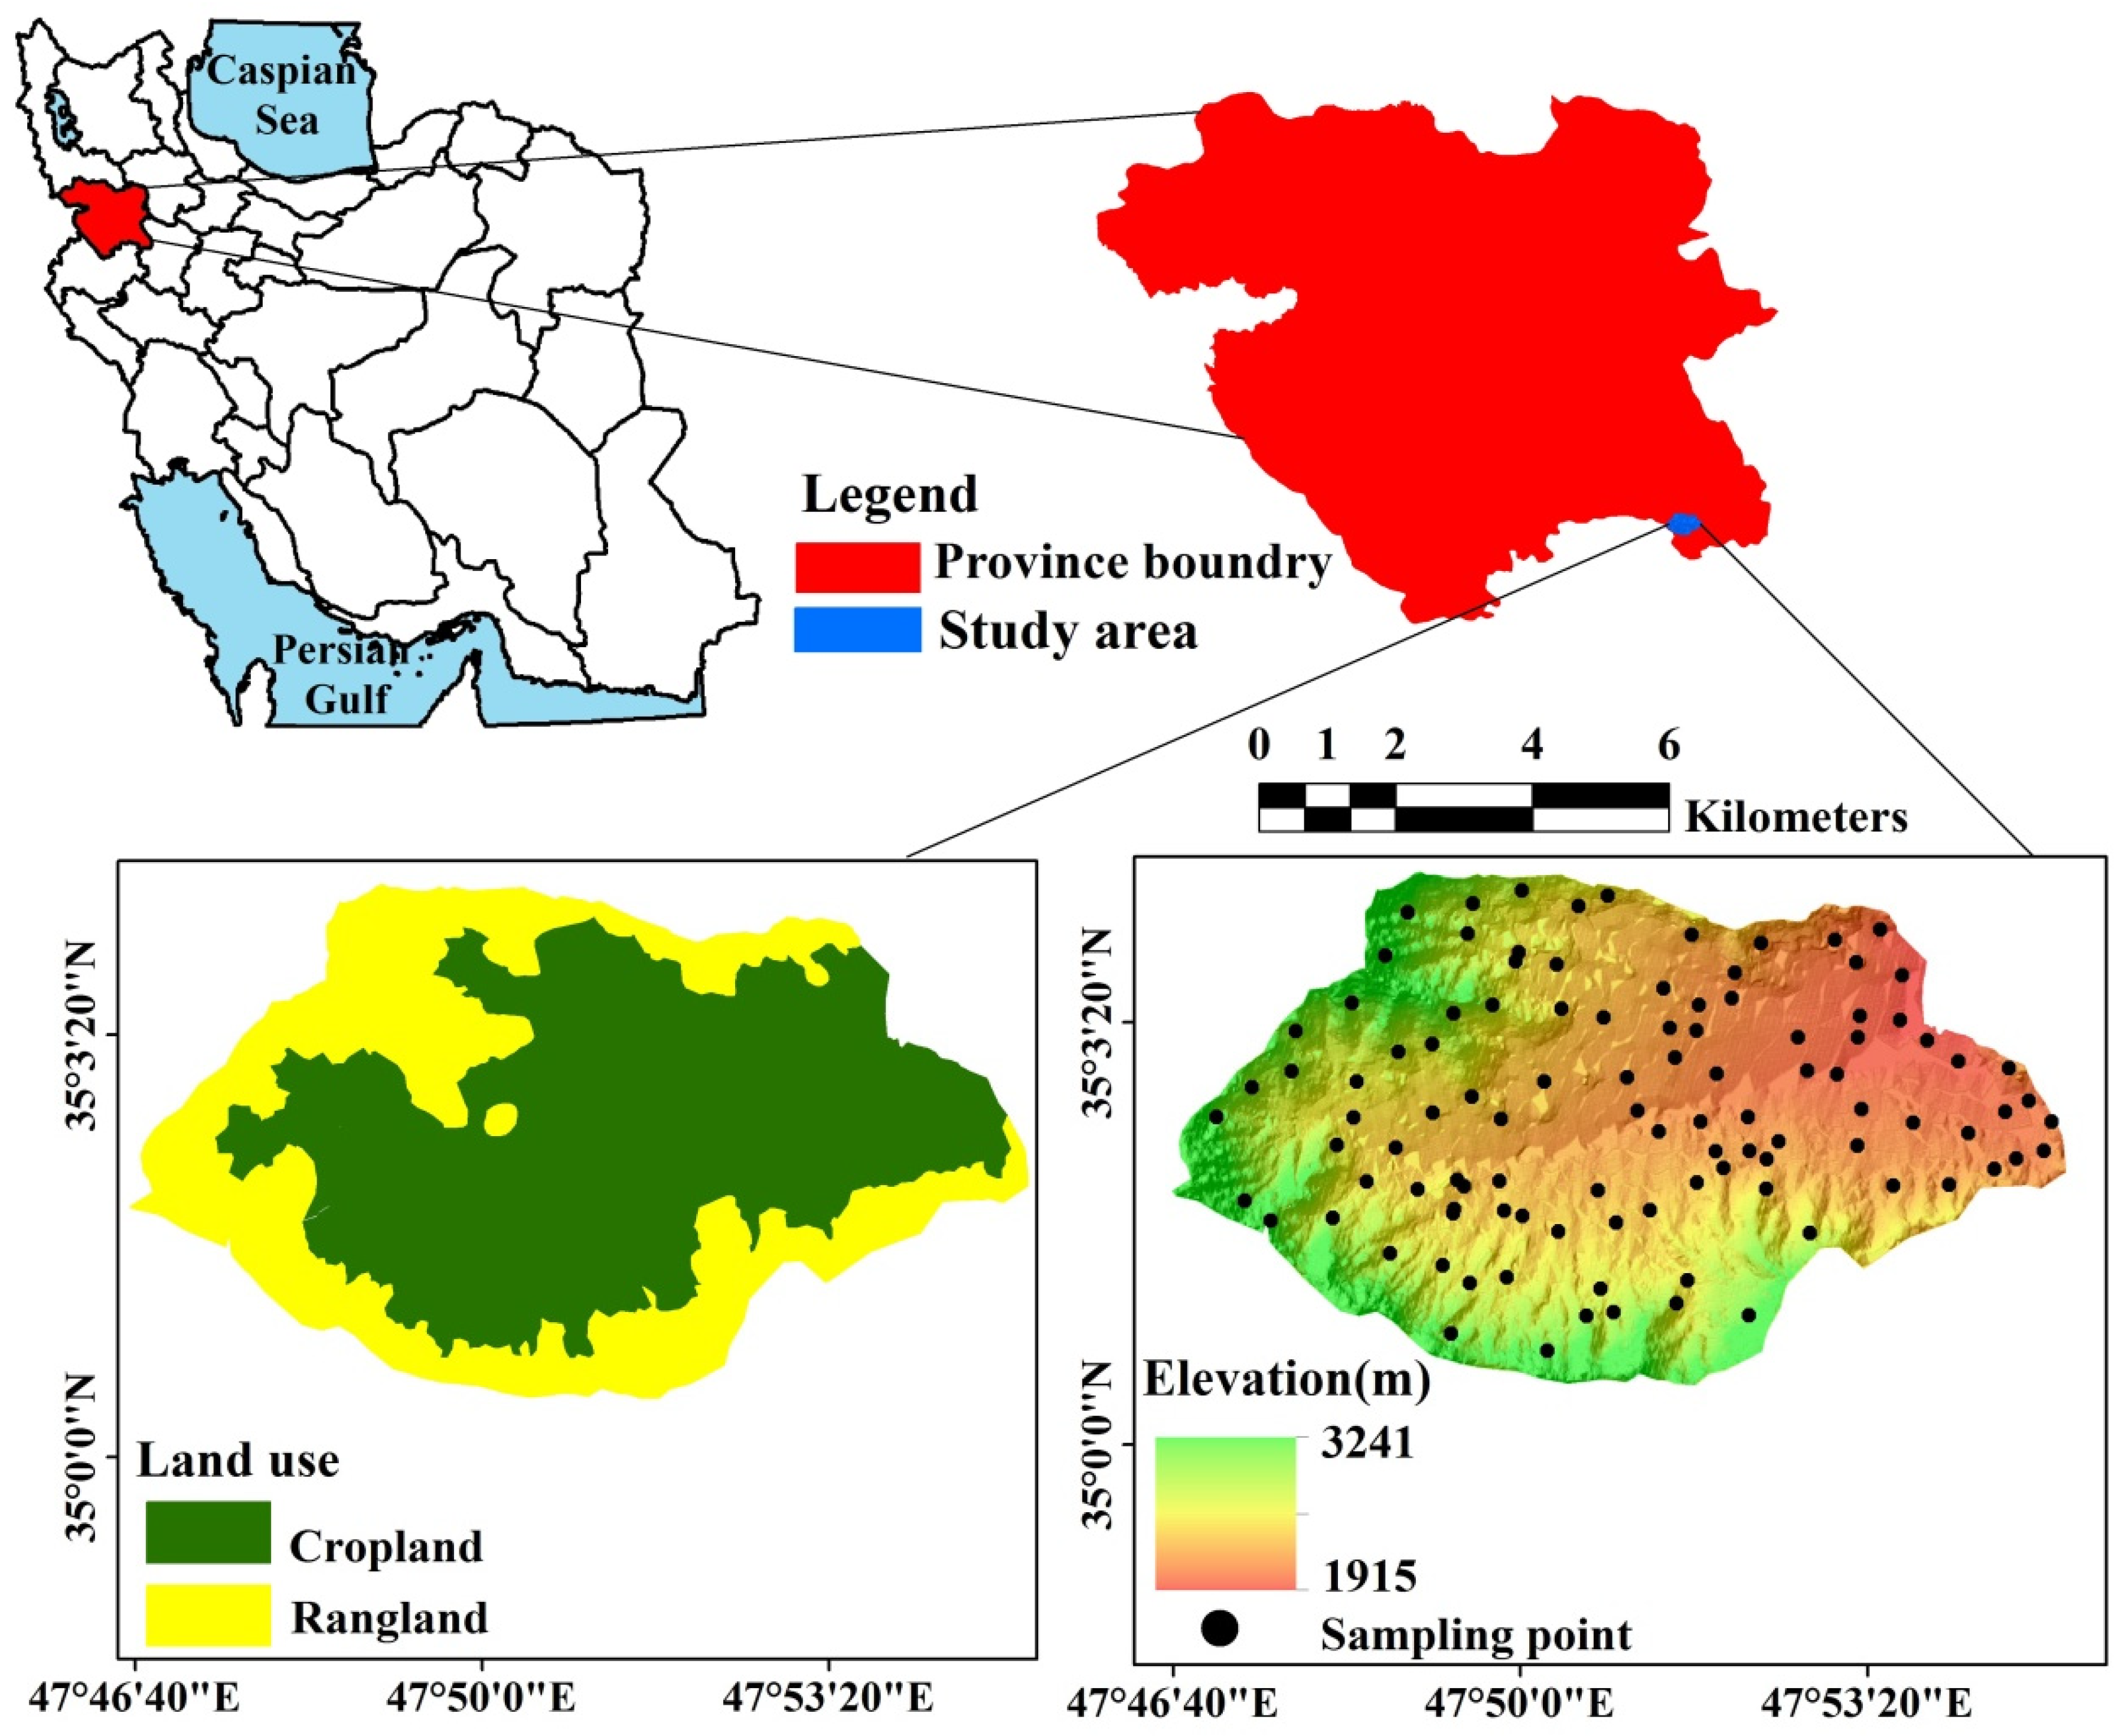 Caspian
Sea
Persian
Gulf
Legend
Province boundry
Study area
0 1 2 4 6
Kilometers
35°3'20"N
35°0'0"N
Land use
Cropland
Rangland
47°46'40"E 47°50'0"E 47°53'20"E
35°3'20"N
35°0'0"N
Elevation(m)
3241
1915
Sampling point
47°46'40"E 47°50'0"E 47°53'20"E